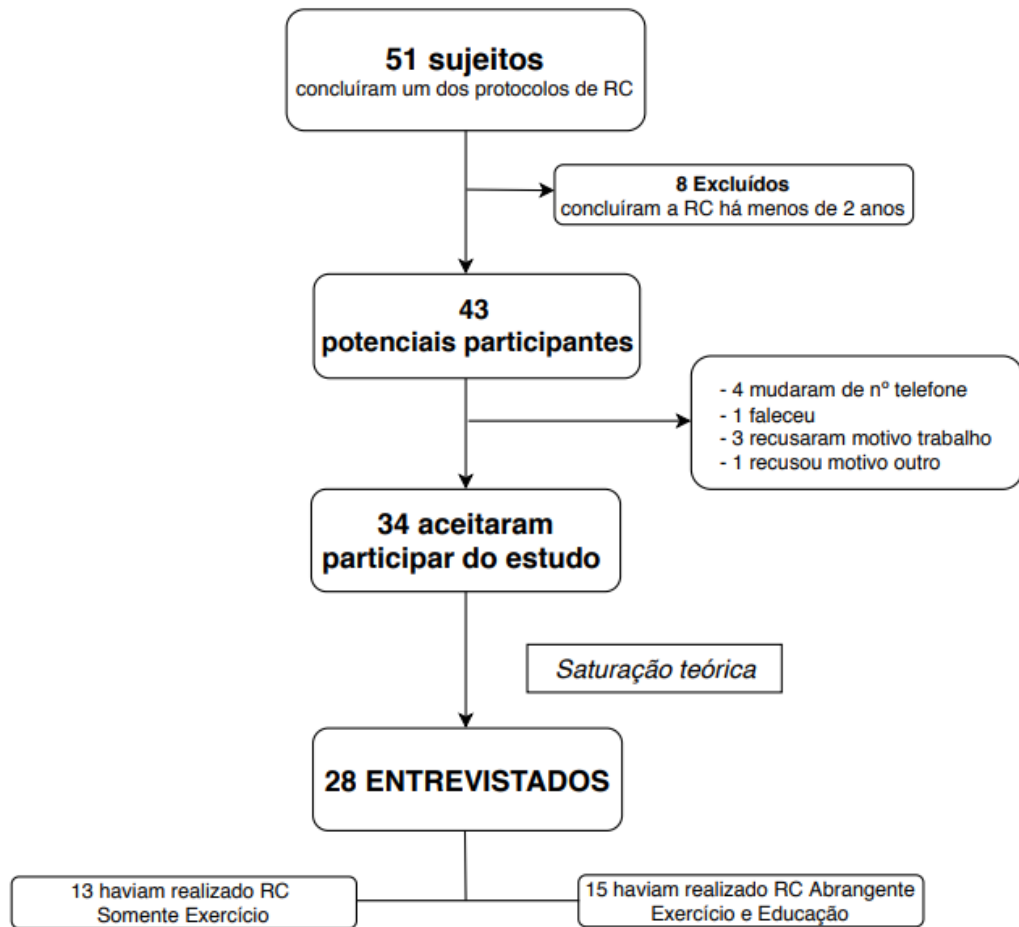 51 sujeitos
concluíram um dos protocolos de RC
8 Excluídos
concluíram a RC há menos de 2 anos
43
potenciais participantes
- 4 mudaram de nº telefone
- 1 faleceu
- 3 recusaram motivo trabalho
- 1 recusou motivo outro
34 aceitaram
participar do estudo
Saturação teórica
28 ENTREVISTADOS
13 haviam realizado RC
Somente Exercício
15 haviam realizado RC Abrangente
Exercício e Educação